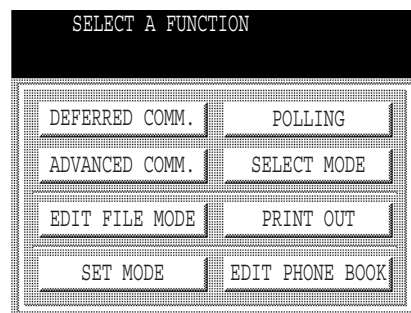 SELECT A FUNCTION
DEFERRED COMM. POLLING
ADVANCED COMM. SELECT MODE
EDIT FILE MODE PRINT OUT
SET MODE EDIT PHONE BOOK